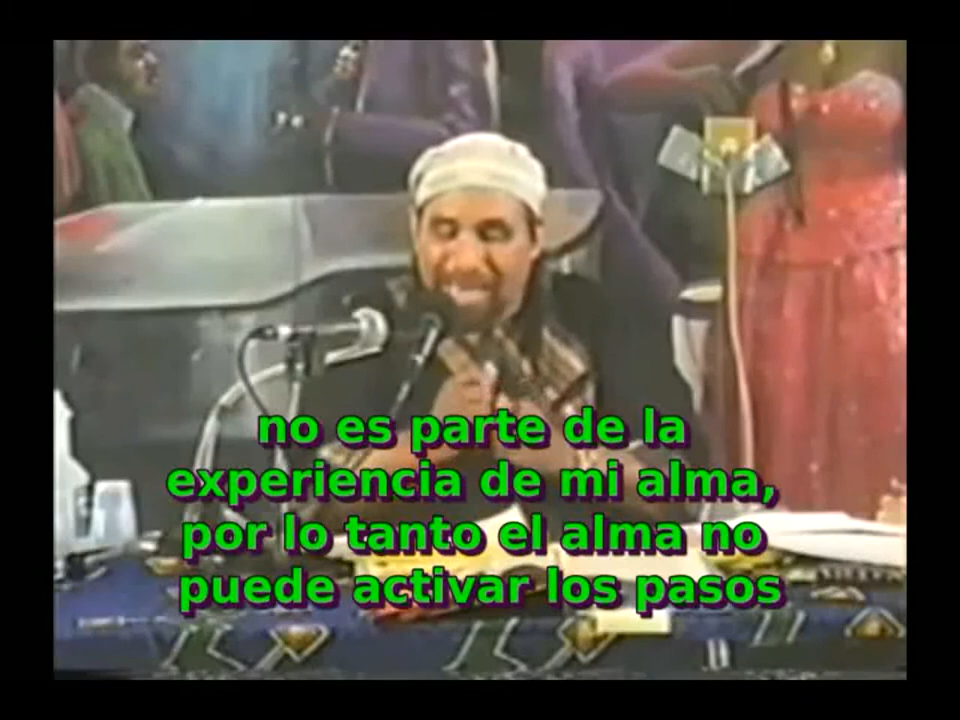 no es parte de la
experiencia de mi alma,
por lo tanto el alma no
puede activar los pasos